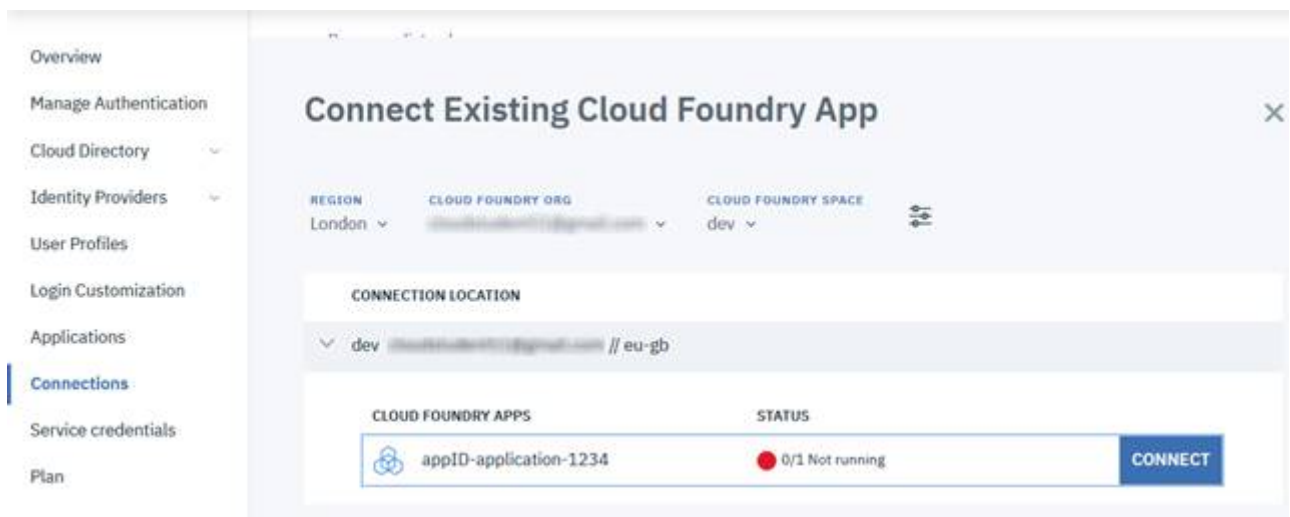 Overview
Manage Authentication
Cloud Directory
Identity Providers
User Profiles
Login Customization
Applications
Connections
Service credentials
Plan
Connect Existing Cloud Foundry App
REGION CLOUD FOUNDRY ORG CLOUD FOUNDRY SPACE
London dev
CONNECTION LOCATION
dev // eu-gb
CLOUD FOUNDRY APPS STATUS
appID-application-1234 0/1 Not running CONNECT